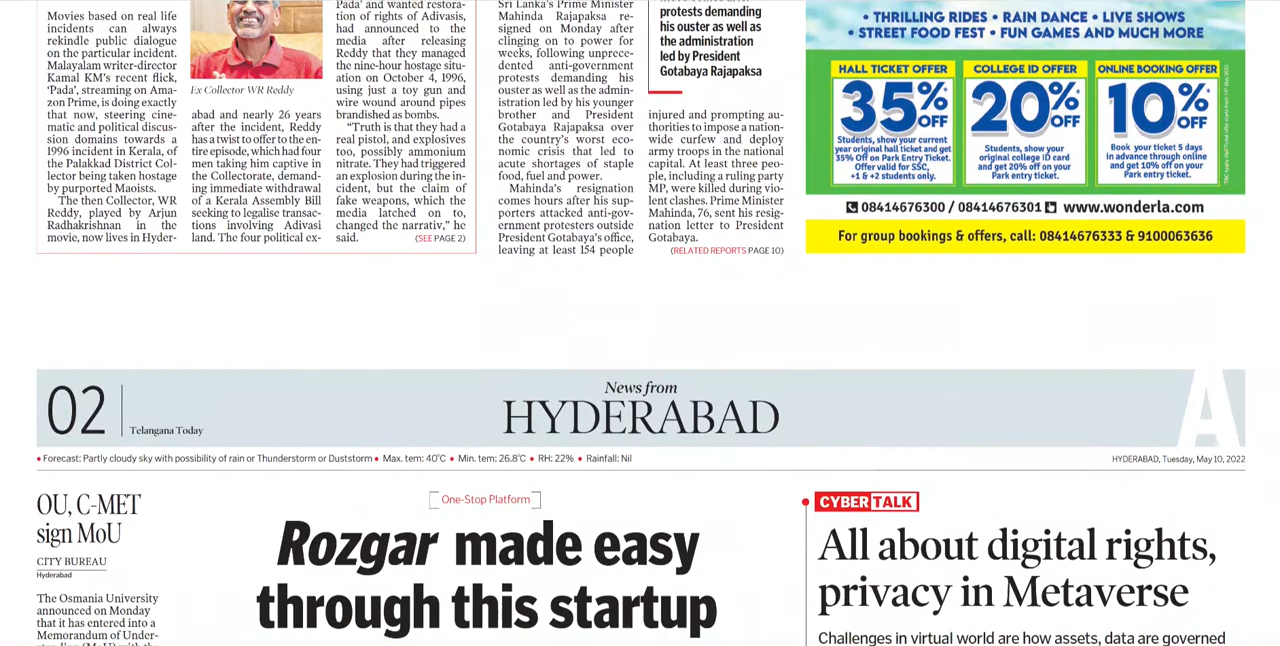 Movies based on real life
incidents can always
rekindle public dialogue
on the particular incident.
Malayalam writer-director
Kamal KM's recent flick,
'Pada', streaming on Ama-
zon Prime, is doing exactly
that now, steering cine-
matic and political discus-
sion domains towards a
1996 incident in Kerala, of
the Palakkad District Col-
lector being taken hostage
by purported Maoists.
The then Collector, WR
Reddy, played by Arjun
Radhakrishnan in the
movie, now lives in Hyder-
Ex Collector WR Reddy
abad and nearly 26 years
after the incident, Reddy
has a twist to offer to the en-
tire episode, which had four
men taking him captive in
the Collectorate, demand-
ing immediate withdrawal
of a Kerala Assembly Bill
seeking to legalise transac-
tions involving Adivasi
land. The four political ex-
Pada' and wanted restora-
tion of rights of Adivasis,
had announced to the
media after releasing
Reddy that they managed
the nine-hour hostage situ-
ation on October 4, 1996,
using just a toy gun and
wire wound around pipes
brandished as bombs.
"Truth is that they had a
real pistol, and explosives
too, possibly ammonium
nitrate. They had triggered
an explosion during the in-
cident, but the claim of
fake weapons, which the
media latched on to,
changed the narrativ," he
said. (SEE PAGE 2)
Sri Lanka's Prime Minister
Mahinda Rajapaksa re-
signed on Monday after
clinging on to power for
weeks, following unprece-
dented anti-government
protests demanding his
ouster as well as the admin-
istration led by his younger
brother and President
Gotabaya Rajapaksa over
the country's worst eco-
nomic crisis that led to
acute shortages of staple
food, fuel and power.
Mahinda's resignation
comes hours after his sup-
porters attacked anti-gov-
ernment protesters outside
President Gotabaya's office,
leaving at least 154 people
protests demanding
his ouster as well as
the administration
led by President
Gotabaya Rajapaksa
injured and prompting au-
thorities to impose a nation-
wide curfew and deploy
army troops in the national
capital. At least three peo-
ple, including a ruling party
MP, were killed during vio-
lent clashes. Prime Minister
Mahinda, 76, sent his resig-
nation letter to President
Gotabaya.
(RELATED REPORTS PAGE 10)
• THRILLING RIDES • RAIN DANCE • LIVE SHOWS
• STREET FOOD FEST • FUN GAMES AND MUCH MORE
HALL TICKET OFFER
35% OFF
Students, show your current
year original hall ticket and get
35% Off on Park Entry Ticket.
Offer valid for SSC,
+1 & +2 students only.
COLLEGE ID OFFER
20% OFF
Students, show your
original college ID card
and get 20% off on your
Park entry ticket.
ONLINE BOOKING OFFER
10% OFF
Book your ticket 5 days
in advance through online
and get 10% off on your
Park entry ticket.
08414676300 / 08414676301 www.wonderla.com
For group bookings & offers, call: 08414676333 & 9100063636
02
Telangana Today
News from
HYDERABAD
A
• Forecast: Partly cloudy sky with possibility of rain or Thunderstorm or Duststorm • Max. tem: 40°C • Min. tem: 26.8°C • RH: 22% • Rainfall: Nil
HYDERABAD, Tuesday, May 10, 2022
OU, C-MET
sign MoU
CITY BUREAU
Hyderabad
The Osmania University
announced on Monday
that it has entered into a
Memorandum of Under-
One-Stop Platform
Rozgar made easy
through this startup
CYBER TALK
All about digital rights,
privacy in Metaverse
Challenges in virtual world are how assets, data are governed